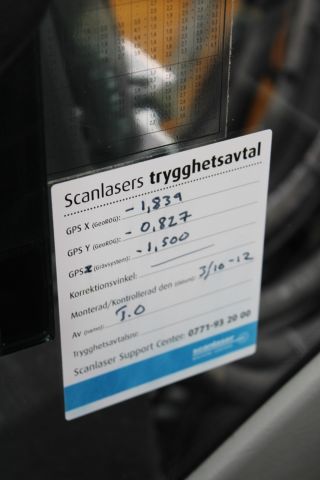 Scanlasers trygghetsavtal
GPS X (GeoROG): - 1,839
GPS Y (GeoROG): - 0,827
GPS Z (Grävsystem): - 1,500
Korrektionsvinkel:
Monterad/Kontrollerad den (datum): 3/10-12
Av (namn): J.O
Trygghetsavtalsnr:
Scanlaser Support Center: 0771-93 20 00
scanlaser